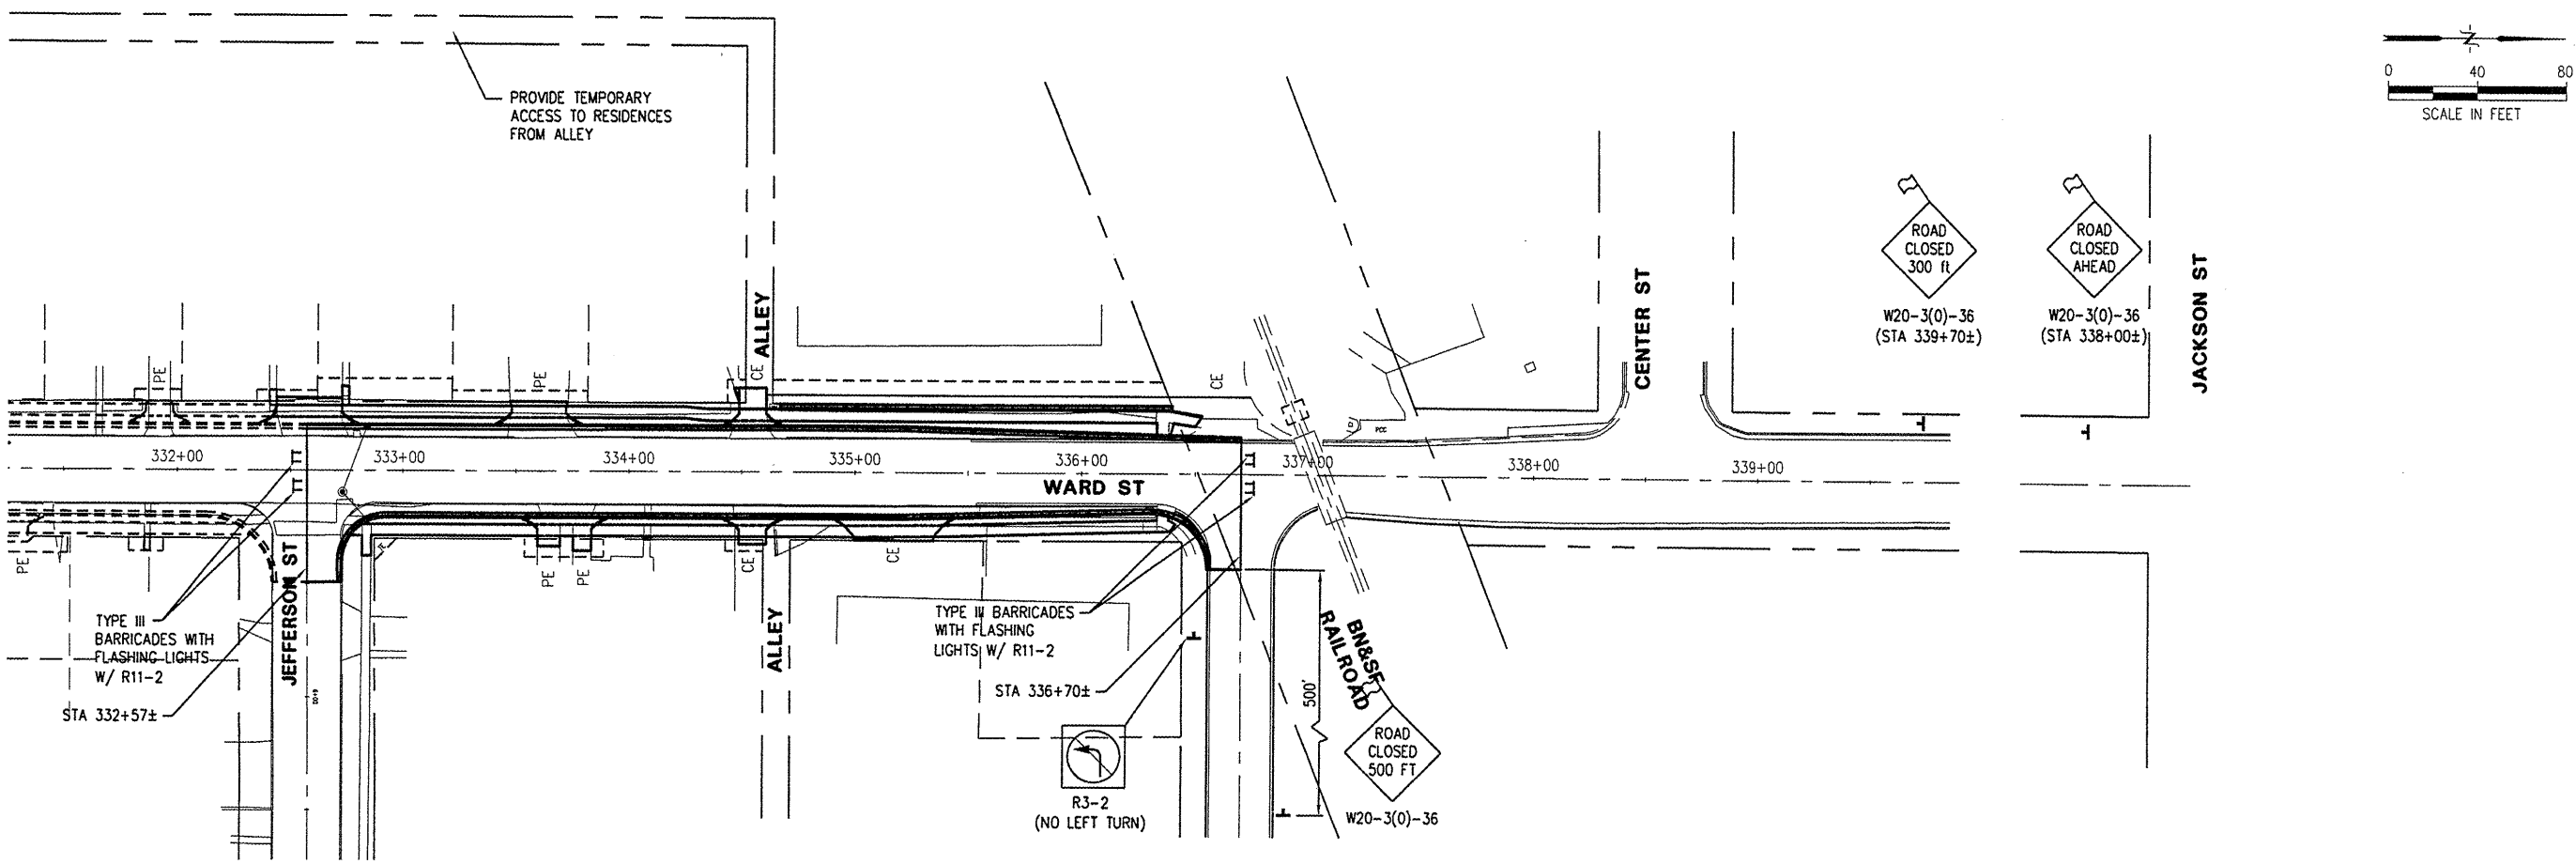 N
0 40 80
SCALE IN FEET
PROVIDE TEMPORARY
ACCESS TO RESIDENCES
FROM ALLEY
ROAD
CLOSED
300 ft
W20-3(0)-36
(STA 339+70±)
ROAD
CLOSED
AHEAD
W20-3(0)-36
(STA 338+00±)
JACKSON ST
CENTER ST
ALLEY
CE
PE
PE
CE
PCC
332+00 333+00 334+00 335+00 336+00 337+00 338+00 339+00
WARD ST
PE
PE
PE
CE
CE
JEFFERSON ST
ALLEY
TYPE III
BARRICADES WITH
FLASHING LIGHTS
W/ R11-2
STA 332+57±
TYPE III BARRICADES
WITH FLASHING
LIGHTS W/ R11-2
STA 336+70±
R3-2
(NO LEFT TURN)
BN&SF
RAILROAD
500'
ROAD
CLOSED
500 FT
W20-3(0)-36